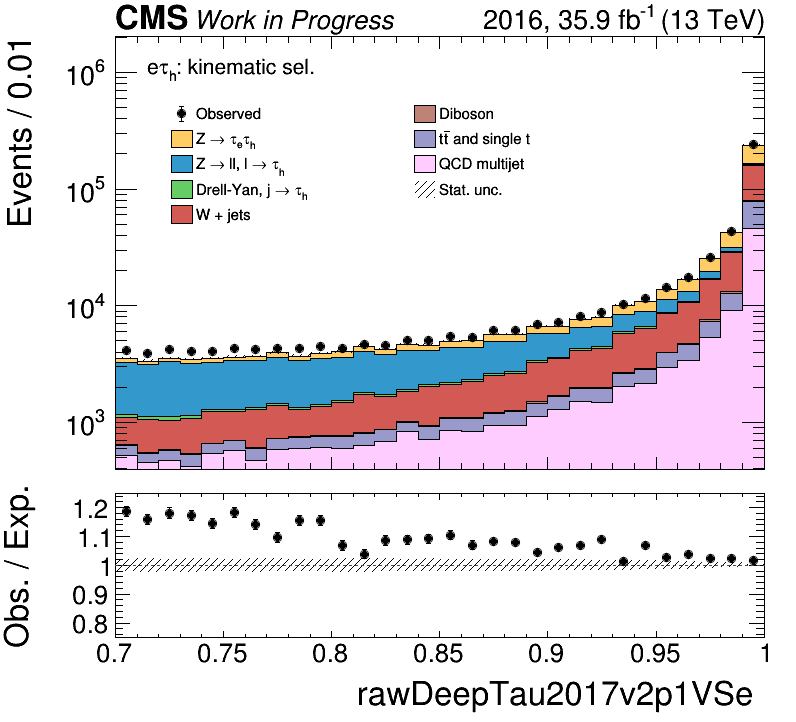 CMS Work in Progress 2016, 35.9 fb⁻¹ (13 TeV)
Events / 0.01
eτₕ: kinematic sel.
Observed
Z → τₑτₕ
Z → ll, l → τₕ
Drell-Yan, j → τₕ
W + jets
Diboson
tt̄ and single t
QCD multijet
Stat. unc.
10⁶
10⁵
10⁴
10³
Obs. / Exp.
1.2
1.1
1
0.9
0.8
0.7 0.75 0.8 0.85 0.9 0.95 1
rawDeepTau2017v2p1VSe